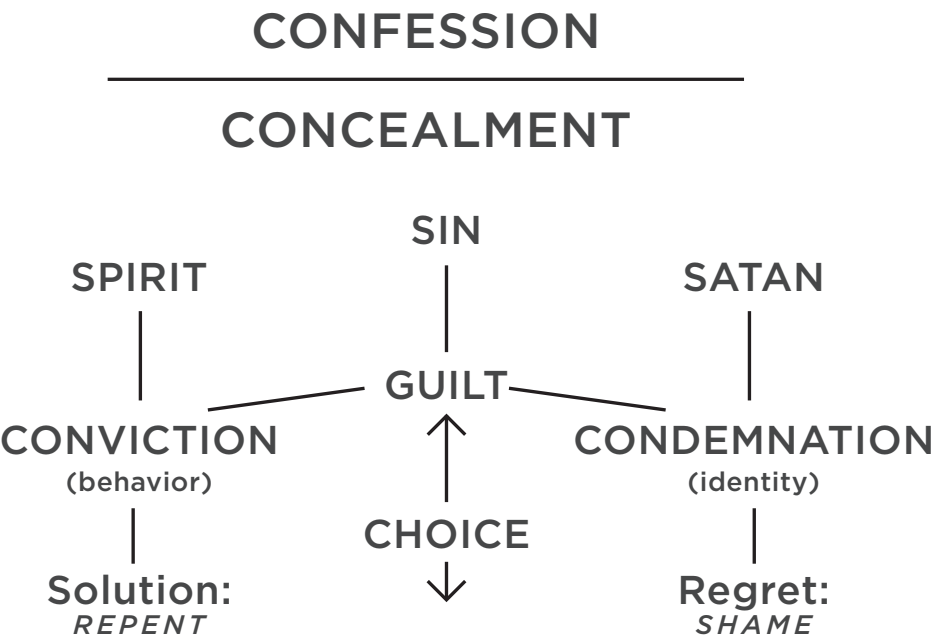 CONFESSION
CONCEALMENT
SIN
SPIRIT
SATAN
GUILT
CONVICTION
(behavior)
CONDEMNATION
(identity)
CHOICE
Solution:
REPENT
Regret:
SHAME